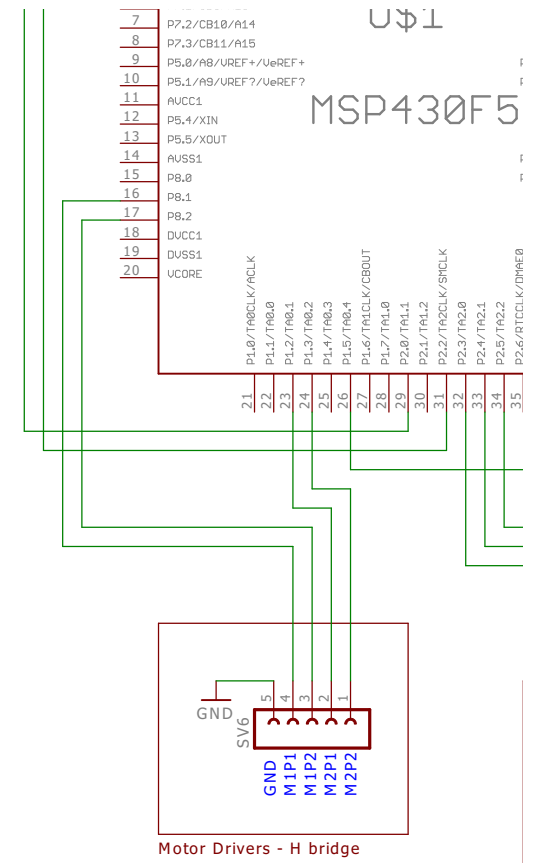 U$1
7 P7.2/CB10/A14
8 P7.3/CB11/A15
9 P5.0/A8/VREF+/VeREF+
10 P5.1/A9/VREF?/VeREF?
11 AVCC1
MSP430F5
12 P5.4/XIN
13 P5.5/XOUT
14 AVSS1
15 P8.0
16 P8.1
17 P8.2
18 DVCC1
19 DVSS1
20 VCORE
P1.0/TA0CLK/ACLK
P1.1/TA0.0
P1.2/TA0.1
P1.3/TA0.2
P1.4/TA0.3
P1.5/TA0.4
P1.6/TA1CLK/CBOUT
P1.7/TA1.0
P2.0/TA1.1
P2.1/TA1.2
P2.2/TA2CLK/SMCLK
P2.3/TA2.0
P2.4/TA2.1
P2.5/TA2.2
P2.6/RTCCLK/DMAE0
21 22 23 24 25 26 27 28 29 30 31 32 33 34 35
5 4 3 2 1
GND
SV6
GND
M1P1
M1P2
M2P1
M2P2
Motor Drivers - H bridge